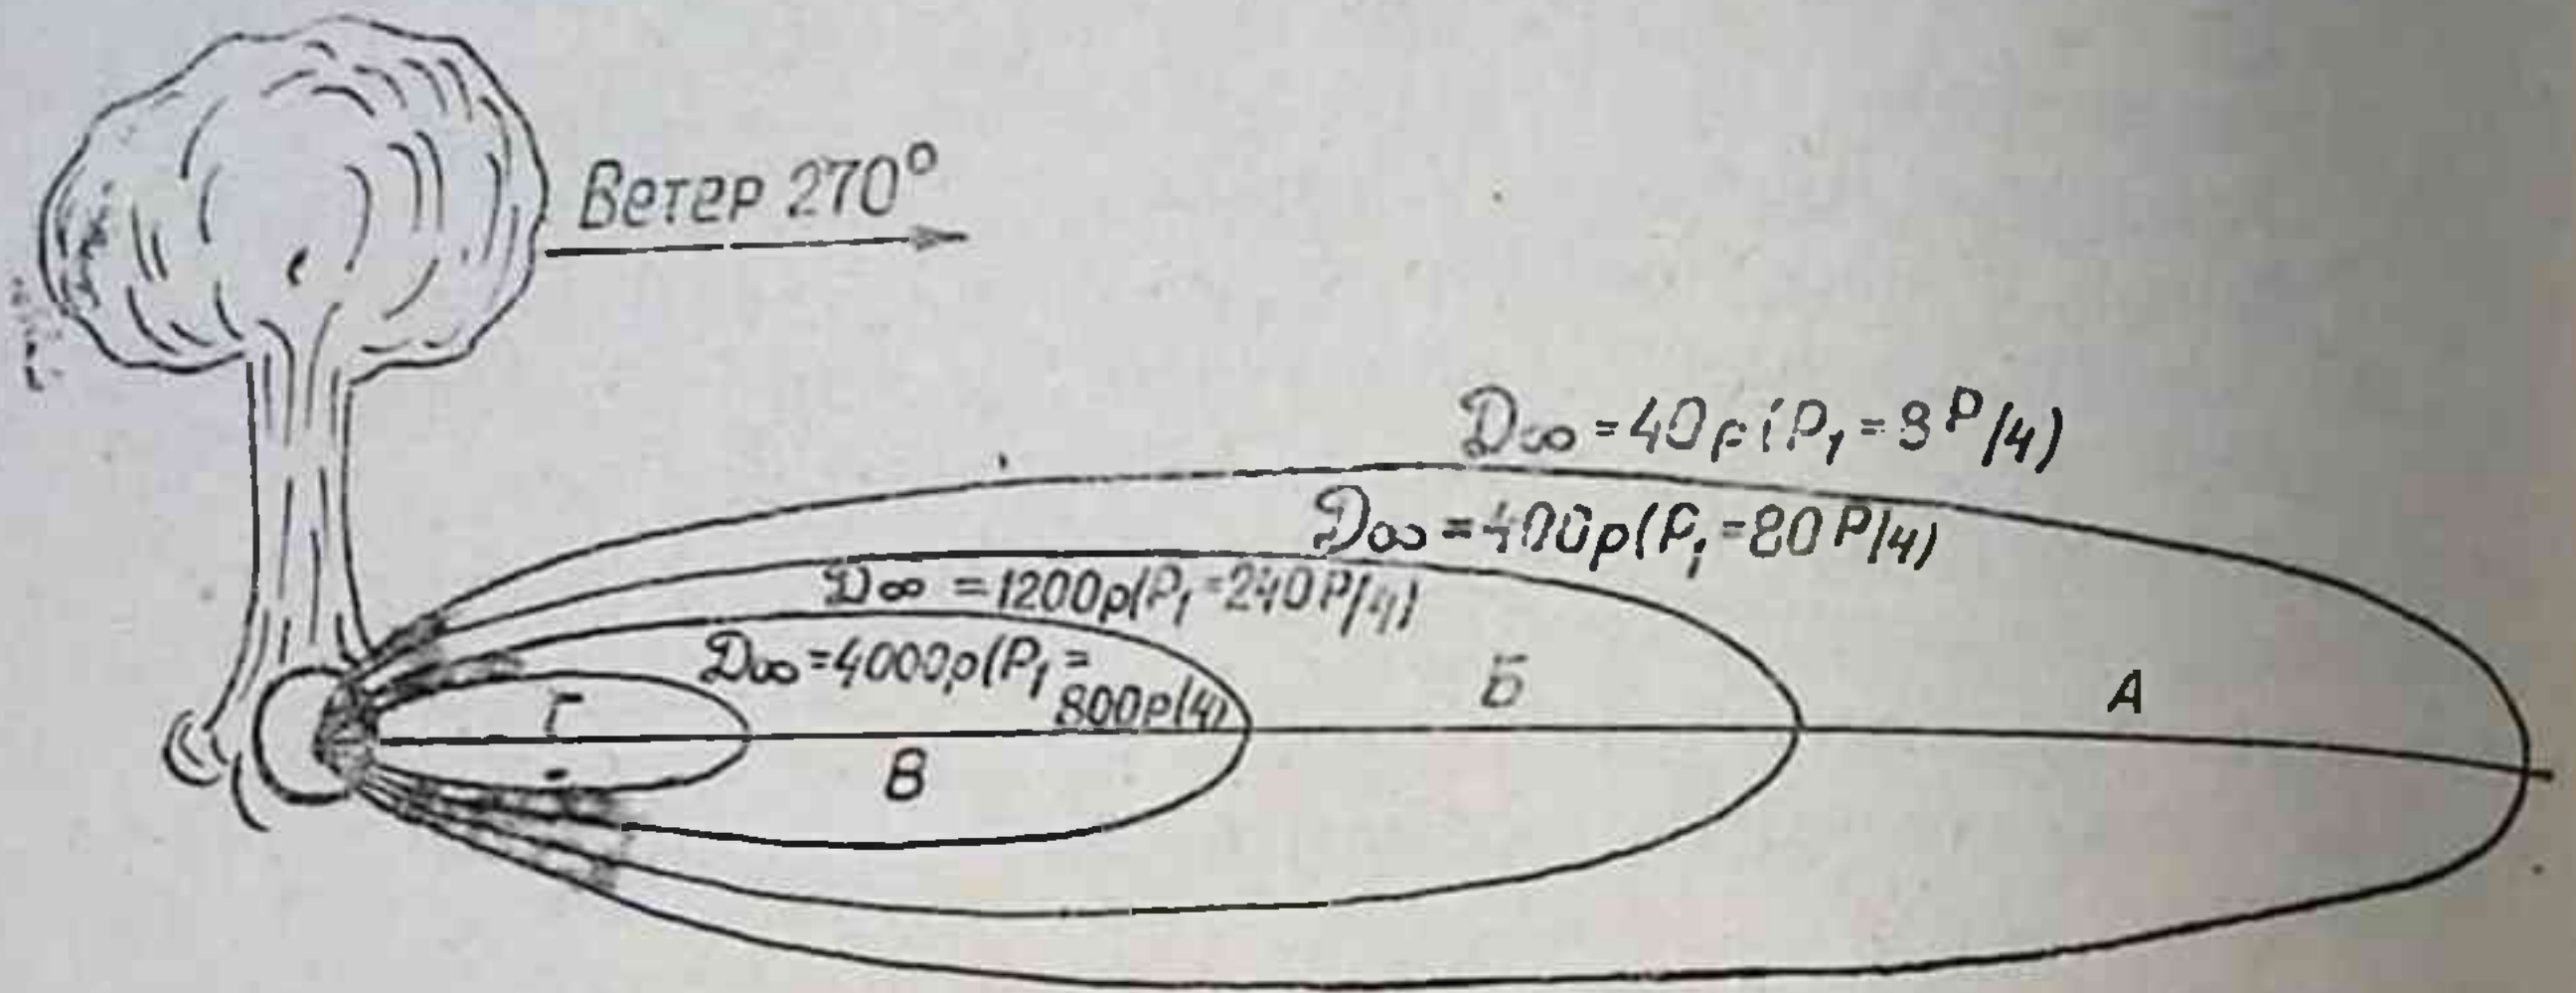 Ветер 270°
Д∞ = 40р (Р₁ = 8 Р/ч)
Д∞ = 400р (Р₁ = 80 Р/ч)
Д∞ = 1200р (Р₁ = 240 Р/ч)
Д∞ = 4000р (Р₁ =
800р/ч)
Г
В
Б
А